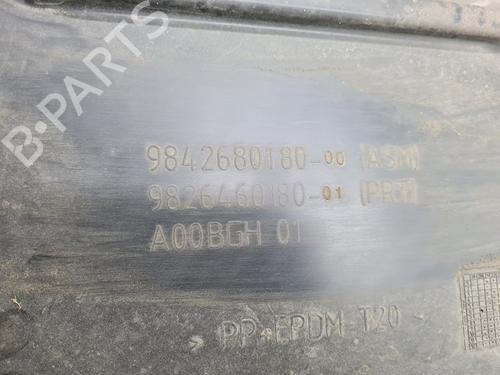 B-PARTS
9842680180-00 (ASM)
9826460180-01 (PRT)
A00BGH 01
PP+EPDM T20